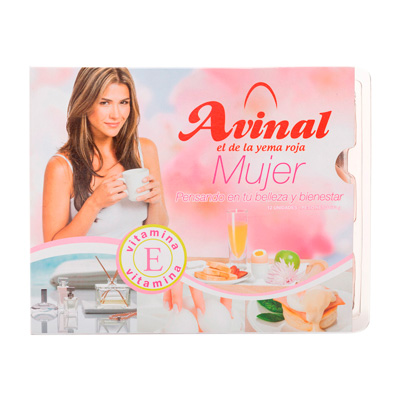 Avinal
el de la yema roja
Mujer
Pensando en tu belleza y bienestar
vitamina
E
vitamina